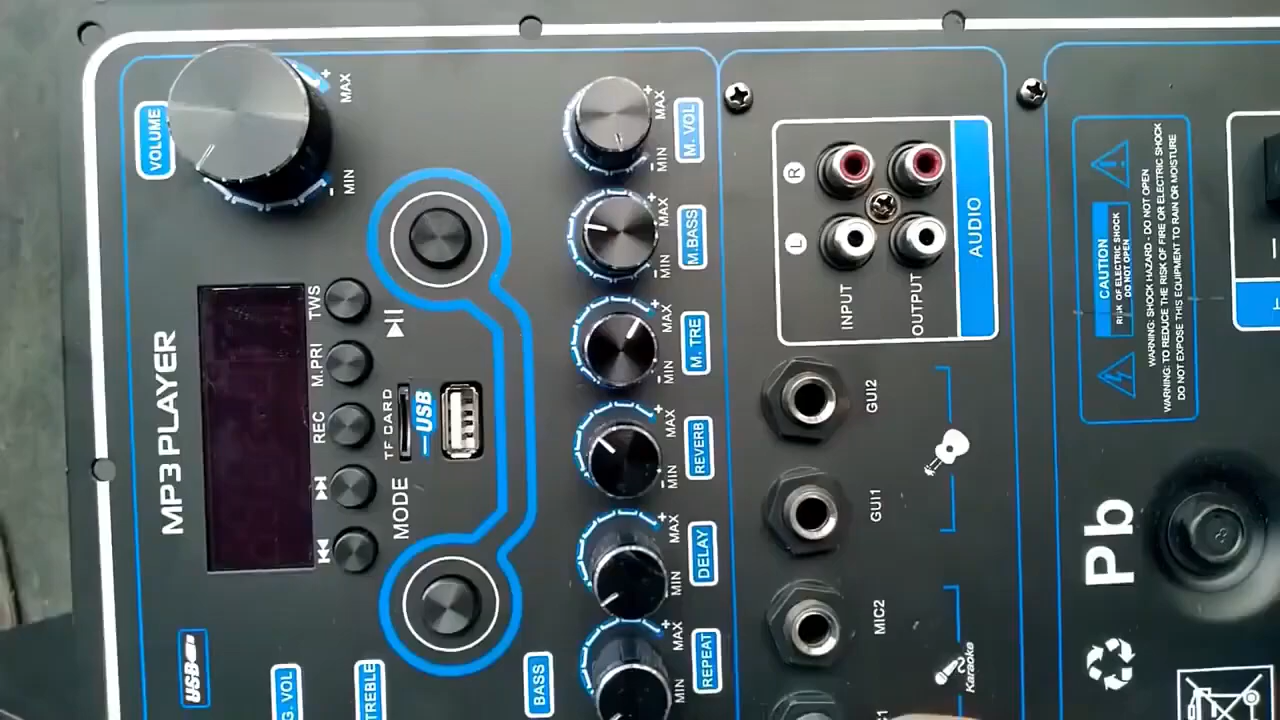 VOLUME
MAX
MIN
MP3 PLAYER
TWS
M.PRI
REC
TF CARD
USB
MODE
USB
G. VOL
TREBLE
BASS
MAX
MIN
M. VOL
MAX
MIN
M.BASS
MAX
MIN
M. TRE
MAX
MIN
REVERB
MAX
MIN
DELAY
MAX
MIN
REPEAT
R
L
INPUT
OUTPUT
AUDIO
GUI2
GUI1
MIC2
Karaoke
CAUTION
RISK OF ELECTRIC SHOCK
DO NOT OPEN
WARNING: SHOCK HAZARD - DO NOT OPEN
WARNING: TO REDUCE THE RISK OF FIRE OR ELECTRIC SHOCK
DO NOT EXPOSE THIS EQUIPMENT TO RAIN OR MOISTURE
Pb